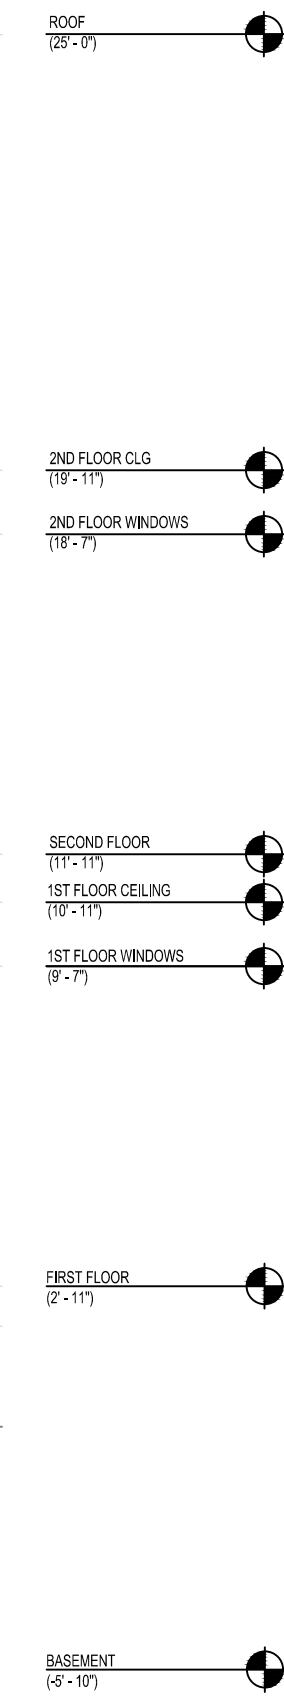 ROOF
(25' - 0")
2ND FLOOR CLG
(19' - 11")
2ND FLOOR WINDOWS
(18' - 7")
SECOND FLOOR
(11' - 11")
1ST FLOOR CEILING
(10' - 11")
1ST FLOOR WINDOWS
(9' - 7")
FIRST FLOOR
(2' - 11")
BASEMENT
(-5' - 10")